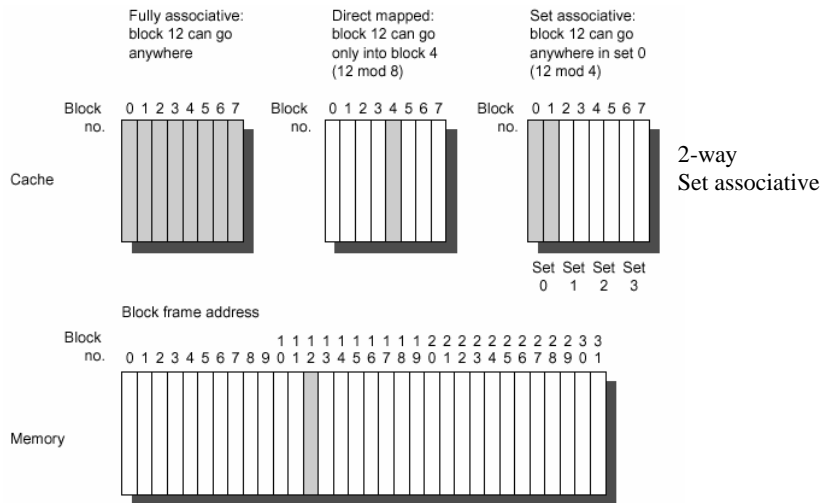 Fully associative:
block 12 can go
anywhere
Direct mapped:
block 12 can go
only into block 4
(12 mod 8)
Set associative:
block 12 can go
anywhere in set 0
(12 mod 4)
Block
no.
0 1 2 3 4 5 6 7
Block
no.
0 1 2 3 4 5 6 7
Block
no.
0 1 2 3 4 5 6 7
Cache
2-way
Set associative
Set Set Set Set
0 1 2 3
Block frame address
Block
no.
1 1 1 1 1 1 1 1 1 1 2 2 2 2 2 2 2 2 2 2 3 3
0 1 2 3 4 5 6 7 8 9 0 1 2 3 4 5 6 7 8 9 0 1 2 3 4 5 6 7 8 9 0 1
Memory